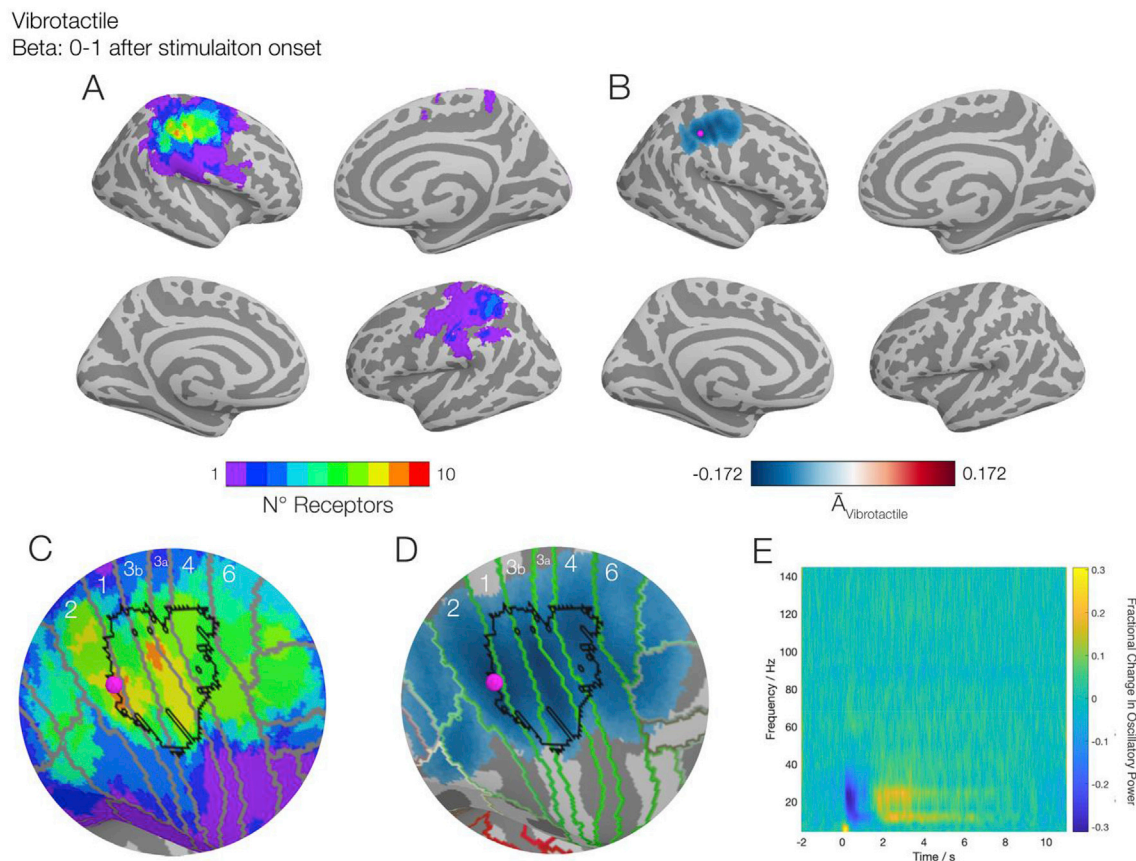 Vibrotactile
Beta: 0-1 after stimulaiton onset
A
B
1
10
N° Receptors
-0.172
0.172
ĀVibrotactile
C
D
E
2
1
3b
3a
4
6
2
1
3b
3a
4
6
Frequency / Hz
140
120
100
80
60
40
20
-2
0
2
4
6
8
10
Time / s
0.3
0.2
0.1
0
-0.1
-0.2
-0.3
Fractional Change In Oscillatory Power